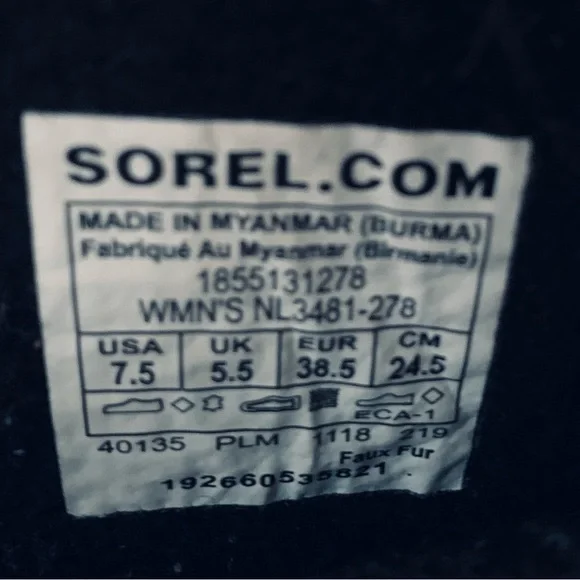 SOREL.COM
MADE IN MYANMAR (BURMA)
Fabriqué Au Myanmar (Birmanie)
1855131278
WMN'S NL3481-278
USA UK EUR CM
7.5 5.5 38.5 24.5
ECA-1
40135 PLM 1118 219
Faux Fur
192660535821